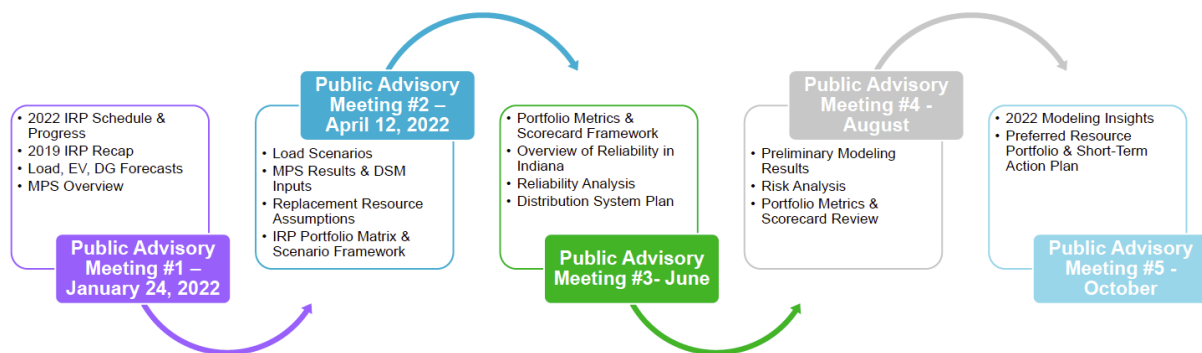 • 2022 IRP Schedule &
Progress
• 2019 IRP Recap
• Load, EV, DG Forecasts
• MPS Overview
Public Advisory
Meeting #1 –
January 24, 2022
Public Advisory
Meeting #2 –
April 12, 2022
• Load Scenarios
• MPS Results & DSM
Inputs
• Replacement Resource
Assumptions
• IRP Portfolio Matrix &
Scenario Framework
• Portfolio Metrics &
Scorecard Framework
• Overview of Reliability in
Indiana
• Reliability Analysis
• Distribution System Plan
Public Advisory
Meeting #3- June
Public Advisory
Meeting #4 -
August
• Preliminary Modeling
Results
• Risk Analysis
• Portfolio Metrics &
Scorecard Review
• 2022 Modeling Insights
• Preferred Resource
Portfolio & Short-Term
Action Plan
Public Advisory
Meeting #5 -
October